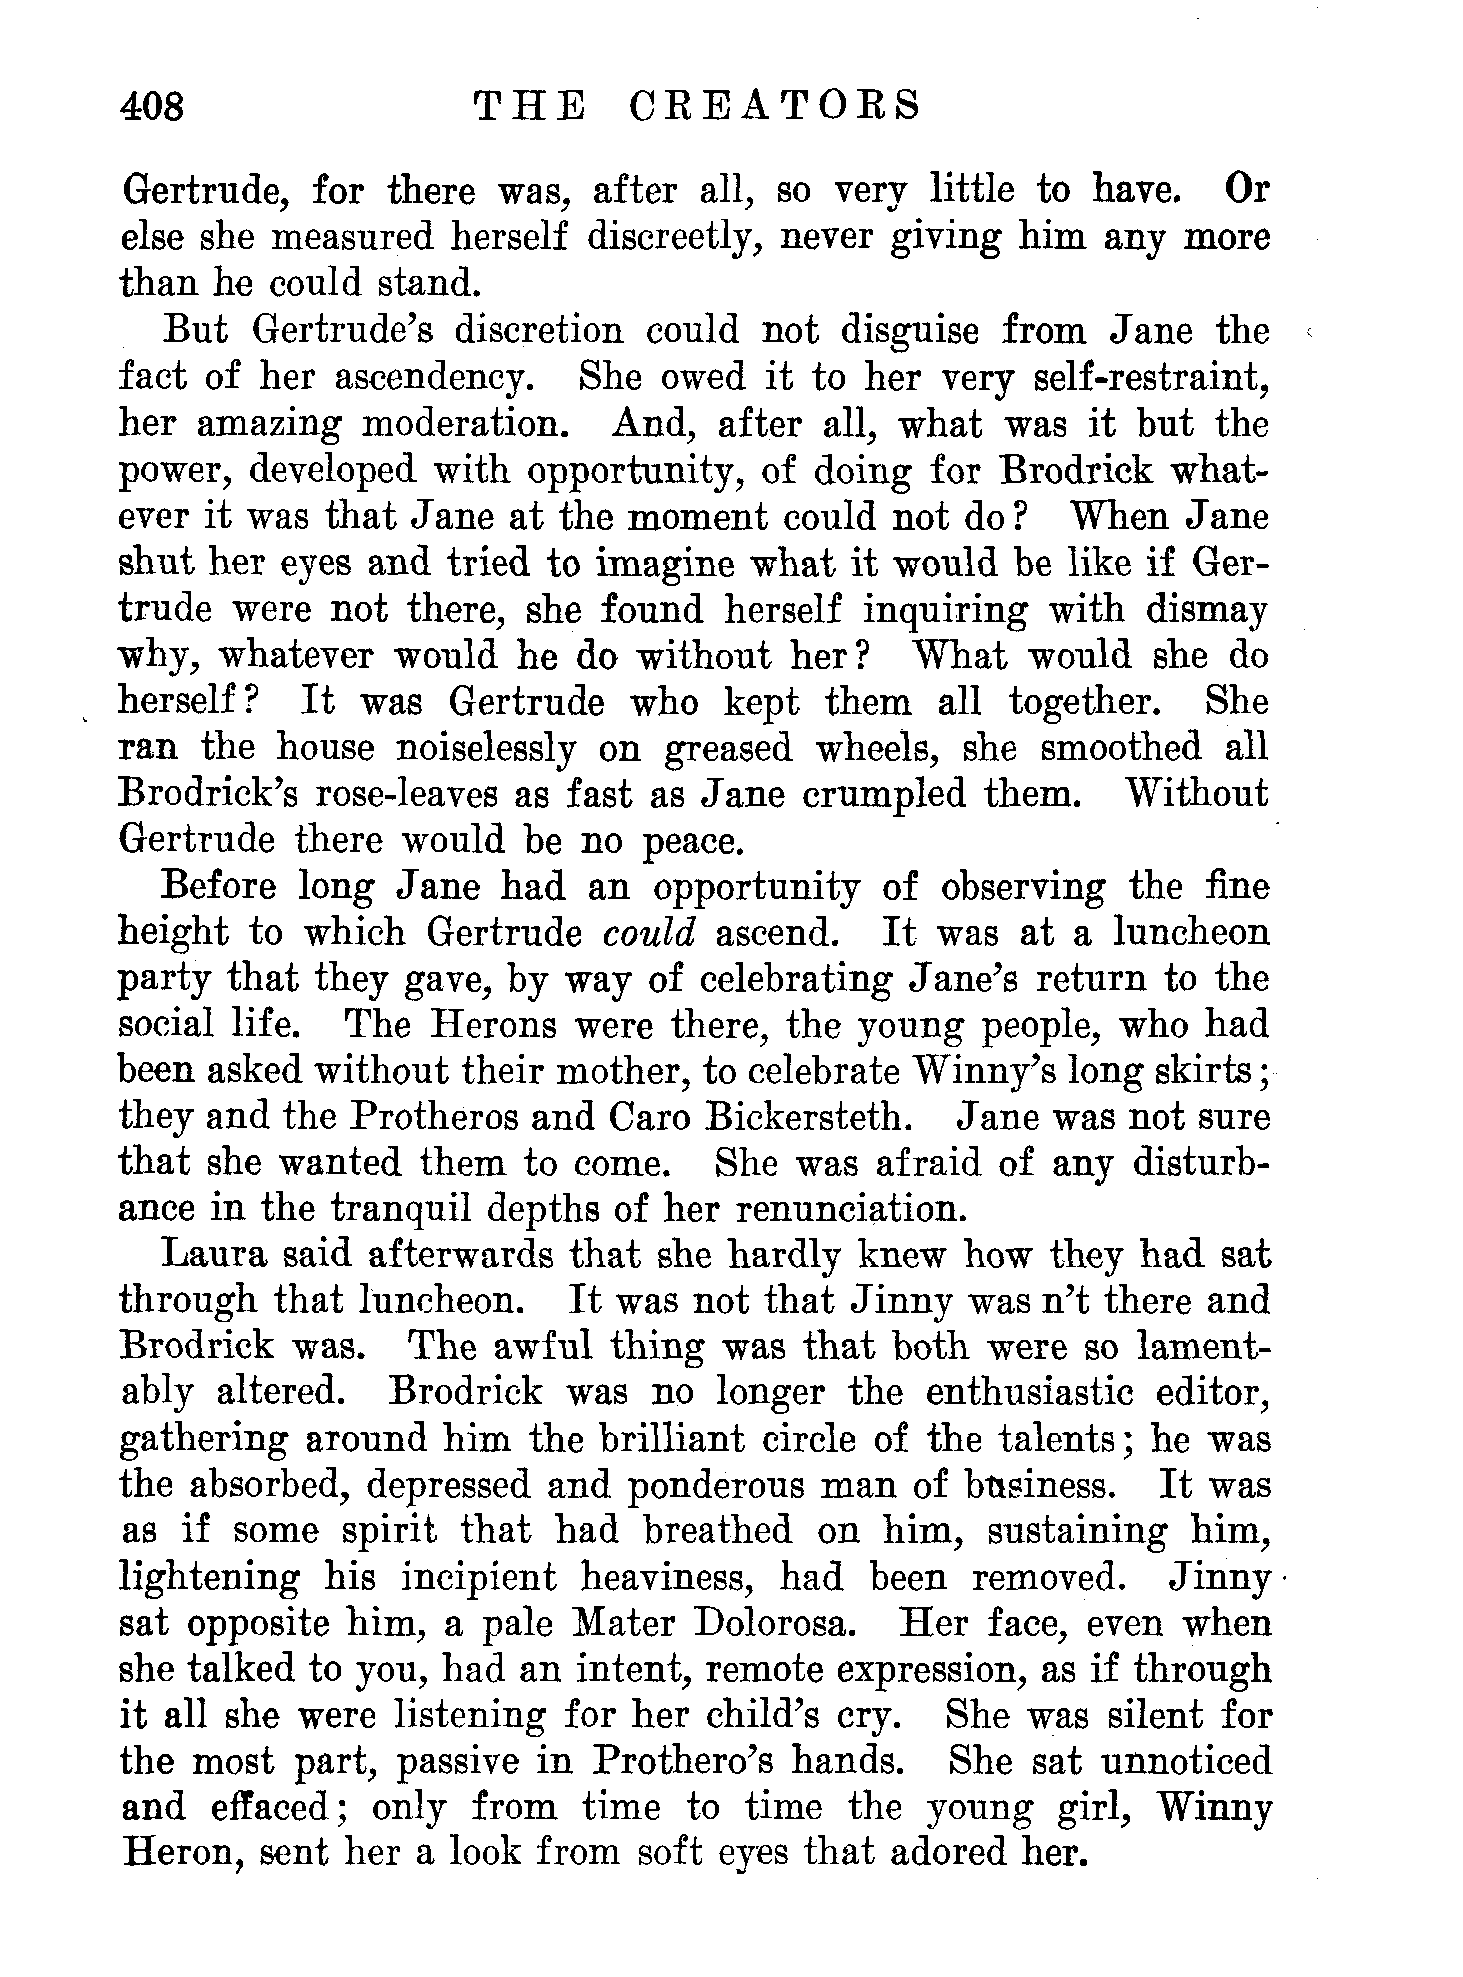 408 THE CREATORS
Gertrude, for there was, after all, so very little to have. Or
else she measured herself discreetly, never giving him any more
than he could stand.
But Gertrude's discretion could not disguise from Jane the
fact of her ascendency. She owed it to her very self-restraint,
her amazing moderation. And, after all, what was it but the
power, developed with opportunity, of doing for Brodrick what-
ever it was that Jane at the moment could not do? When Jane
shut her eyes and tried to imagine what it would be like if Ger-
trude were not there, she found herself inquiring with dismay
why, whatever would he do without her? What would she do
herself? It was Gertrude who kept them all together. She
ran the house noiselessly on greased wheels, she smoothed all
Brodrick's rose-leaves as fast as Jane crumpled them. Without
Gertrude there would be no peace.
Before long Jane had an opportunity of observing the fine
height to which Gertrude could ascend. It was at a luncheon
party that they gave, by way of celebrating Jane's return to the
social life. The Herons were there, the young people, who had
been asked without their mother, to celebrate Winny's long skirts;
they and the Protheros and Caro Bickersteth. Jane was not sure
that she wanted them to come. She was afraid of any disturb-
ance in the tranquil depths of her renunciation.
Laura said afterwards that she hardly knew how they had sat
through that luncheon. It was not that Jinny was n't there and
Brodrick was. The awful thing was that both were so lament-
ably altered. Brodrick was no longer the enthusiastic editor,
gathering around him the brilliant circle of the talents; he was
the absorbed, depressed and ponderous man of business. It was
as if some spirit that had breathed on him, sustaining him,
lightening his incipient heaviness, had been removed. Jinny
sat opposite him, a pale Mater Dolorosa. Her face, even when
she talked to you, had an intent, remote expression, as if through
it all she were listening for her child's cry. She was silent for
the most part, passive in Prothero's hands. She sat unnoticed
and effaced; only from time to time the young girl, Winny
Heron, sent her a look from soft eyes that adored her.